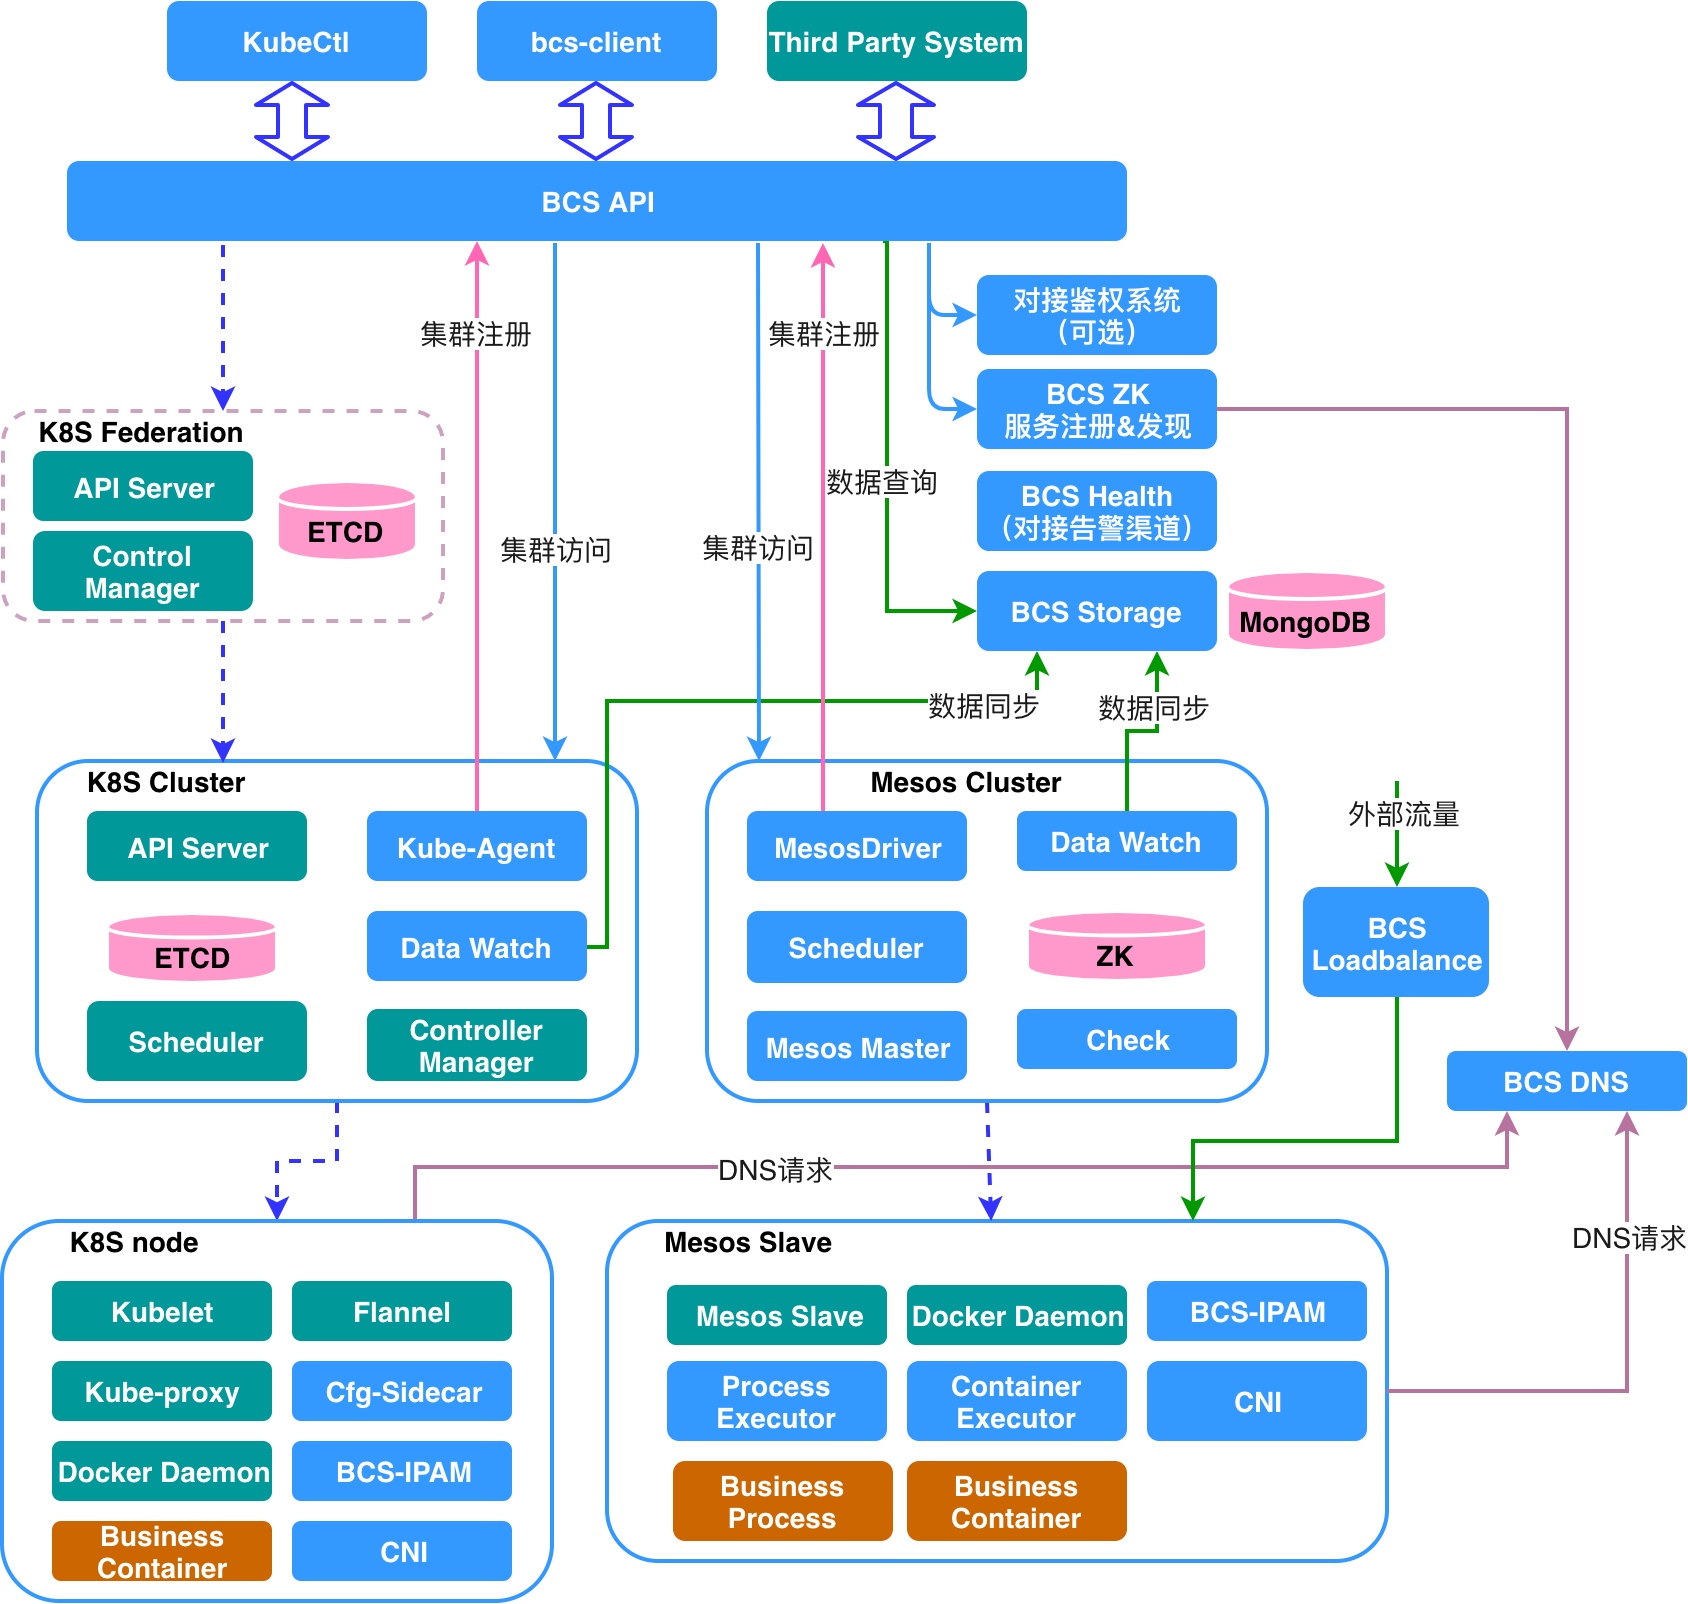 KubeCtl
bcs-client
Third Party System
BCS API
对接鉴权系统
（可选）
集群注册
集群注册
BCS ZK
服务注册&发现
K8S Federation
API Server
ETCD
Control
Manager
数据查询
BCS Health
（对接告警渠道）
集群访问
集群访问
BCS Storage
MongoDB
数据同步
数据同步
K8S Cluster
API Server
Kube-Agent
ETCD
Data Watch
Scheduler
Controller
Manager
Mesos Cluster
MesosDriver
Data Watch
Scheduler
ZK
Mesos Master
Check
外部流量
BCS
Loadbalance
BCS DNS
DNS请求
DNS请求
K8S node
Kubelet
Flannel
Kube-proxy
Cfg-Sidecar
Docker Daemon
BCS-IPAM
Business
Container
CNI
Mesos Slave
Mesos Slave
Docker Daemon
BCS-IPAM
Process
Executor
Container
Executor
CNI
Business
Process
Business
Container